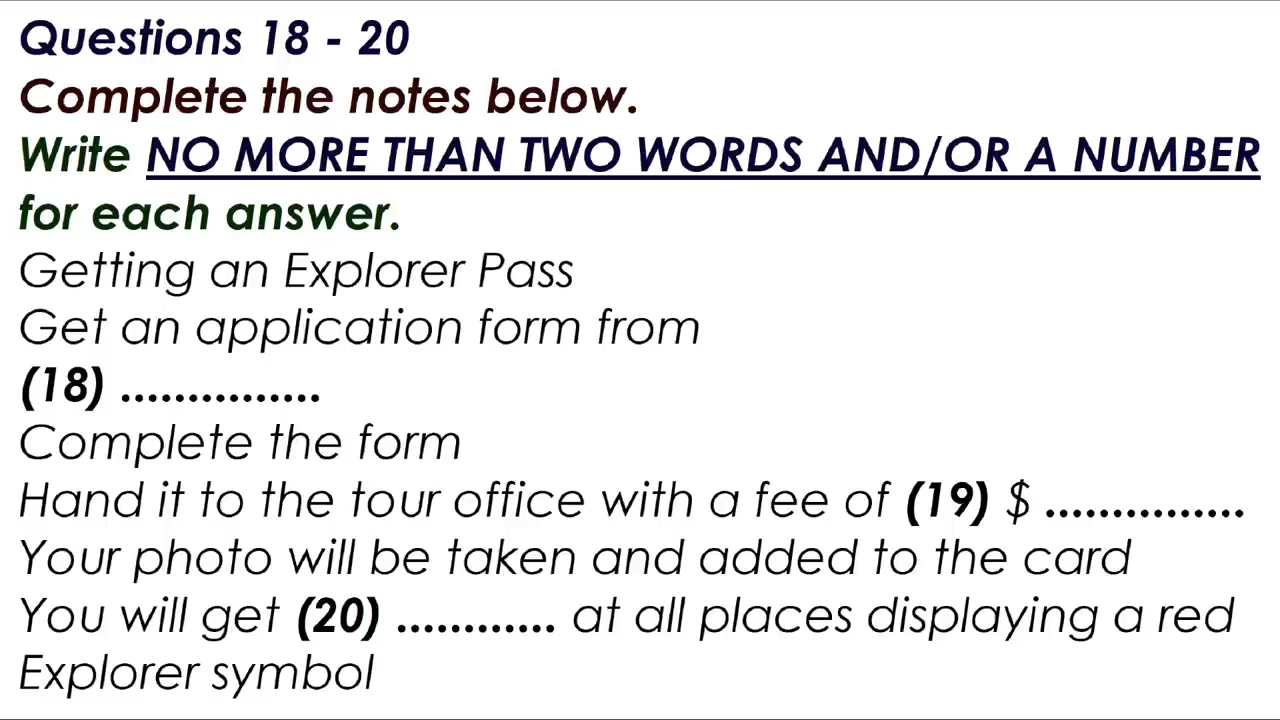 Questions 18 - 20
Complete the notes below.
Write NO MORE THAN TWO WORDS AND/OR A NUMBER
for each answer.
Getting an Explorer Pass
Get an application form from
(18) ...............
Complete the form
Hand it to the tour office with a fee of (19) $ ...............
Your photo will be taken and added to the card
You will get (20) ............ at all places displaying a red
Explorer symbol